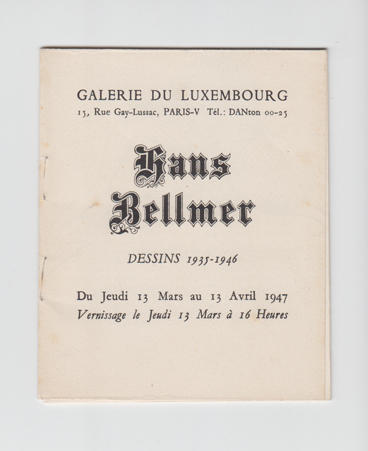 GALERIE DU LUXEMBOURG
15, Rue Gay-Lussac, PARIS-V Tél.: DANton 00-25
Hans
Bellmer
DESSINS 1935-1946
Du Jeudi 13 Mars au 13 Avril 1947
Vernissage le Jeudi 13 Mars à 16 Heures